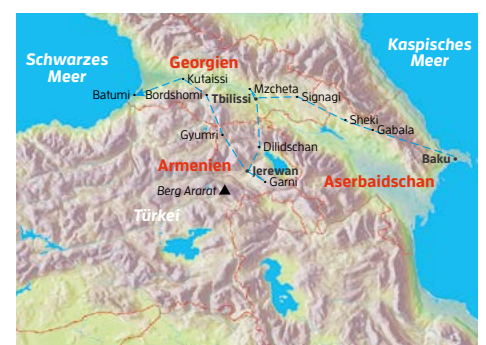 Schwarzes
Meer
Kaspisches
Meer
Georgien
Kutaissi
Batumi
Bordshomi
Mzcheta
Tbilissi
Signagi
Sheki
Gabala
Gyumri
Dilidschan
Baku
Armenien
Jerewan
Garni
Aserbaidschan
Berg Ararat
Türkei